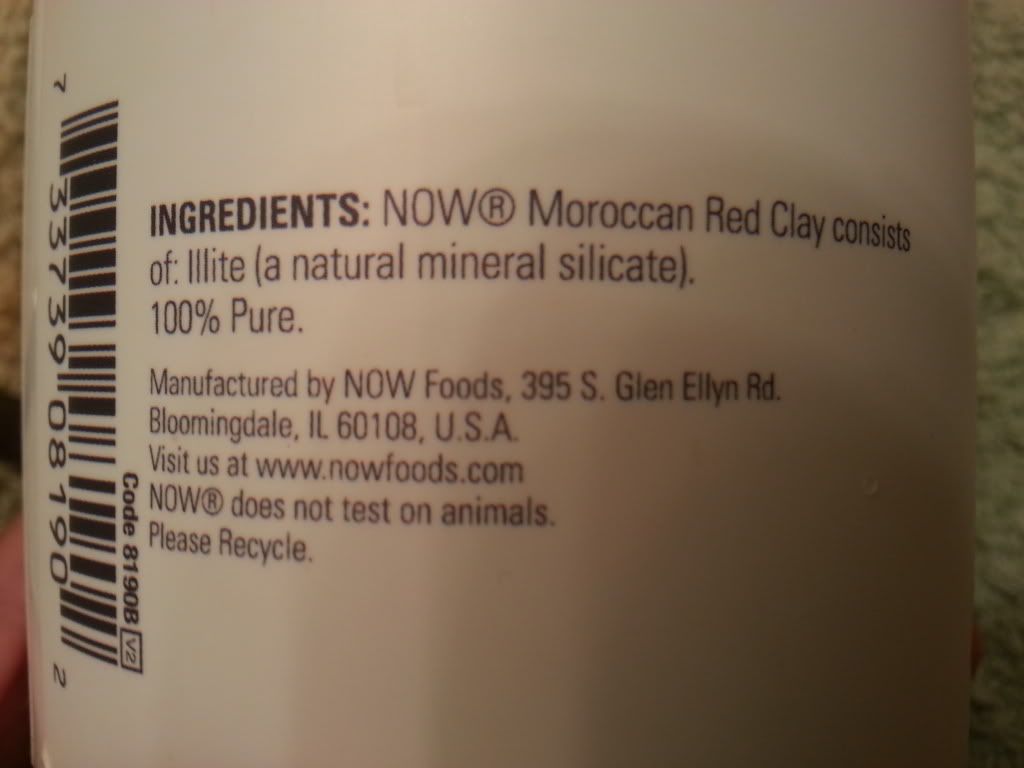 INGREDIENTS: NOW® Moroccan Red Clay consists
of: Illite (a natural mineral silicate).
100% Pure.
Manufactured by NOW Foods, 395 S. Glen Ellyn Rd.
Bloomingdale, IL 60108, U.S.A.
Visit us at www.nowfoods.com
NOW® does not test on animals.
Please Recycle.
7 33739 08190 2
Code 8190B V2